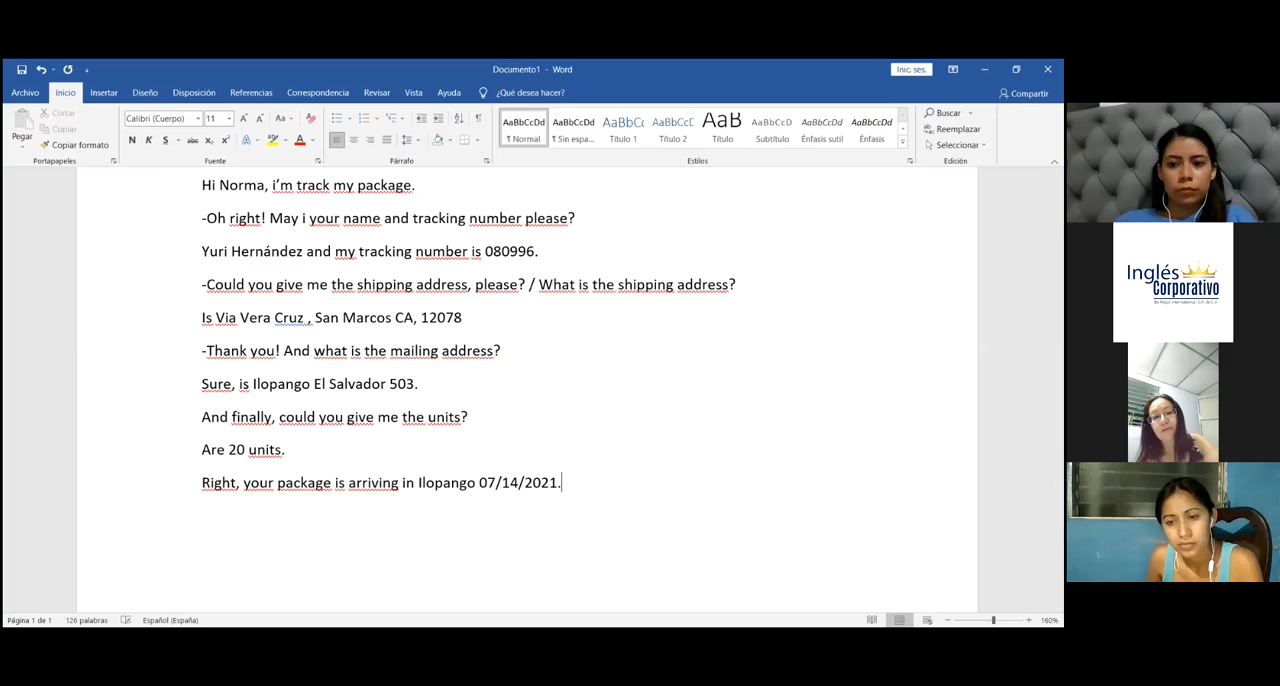 Documento1 - Word
Inic. ses.
Archivo Inicio Insertar Diseño Disposición Referencias Correspondencia Revisar Vista Ayuda ¿Qué desea hacer? Compartir
Pegar
Cortar
Copiar
Copiar formato
Portapapeles
Calibri (Cuerpo) 11
N K S abc x₂ x²
Fuente
Párrafo
AaBbCcDd AaBbCcDd AaBbCc AaBbCcC AaB AaBbCcD AaBbCcDd AaBbCcDd
¶ Normal ¶ Sin espa... Título 1 Título 2 Título Subtítulo Énfasis sutil Énfasis
Estilos
Buscar
Reemplazar
Seleccionar
Edición
Hi Norma, i'm track my package.
-Oh right! May i your name and tracking number please?
Yuri Hernández and my tracking number is 080996.
-Could you give me the shipping address, please? / What is the shipping address?
Is Via Vera Cruz , San Marcos CA, 12078
-Thank you! And what is the mailing address?
Sure, is Ilopango El Salvador 503.
And finally, could you give me the units?
Are 20 units.
Right, your package is arriving in Ilopango 07/14/2021.
Página 1 de 1 126 palabras Español (España) 160%
Inglés
Corporativo